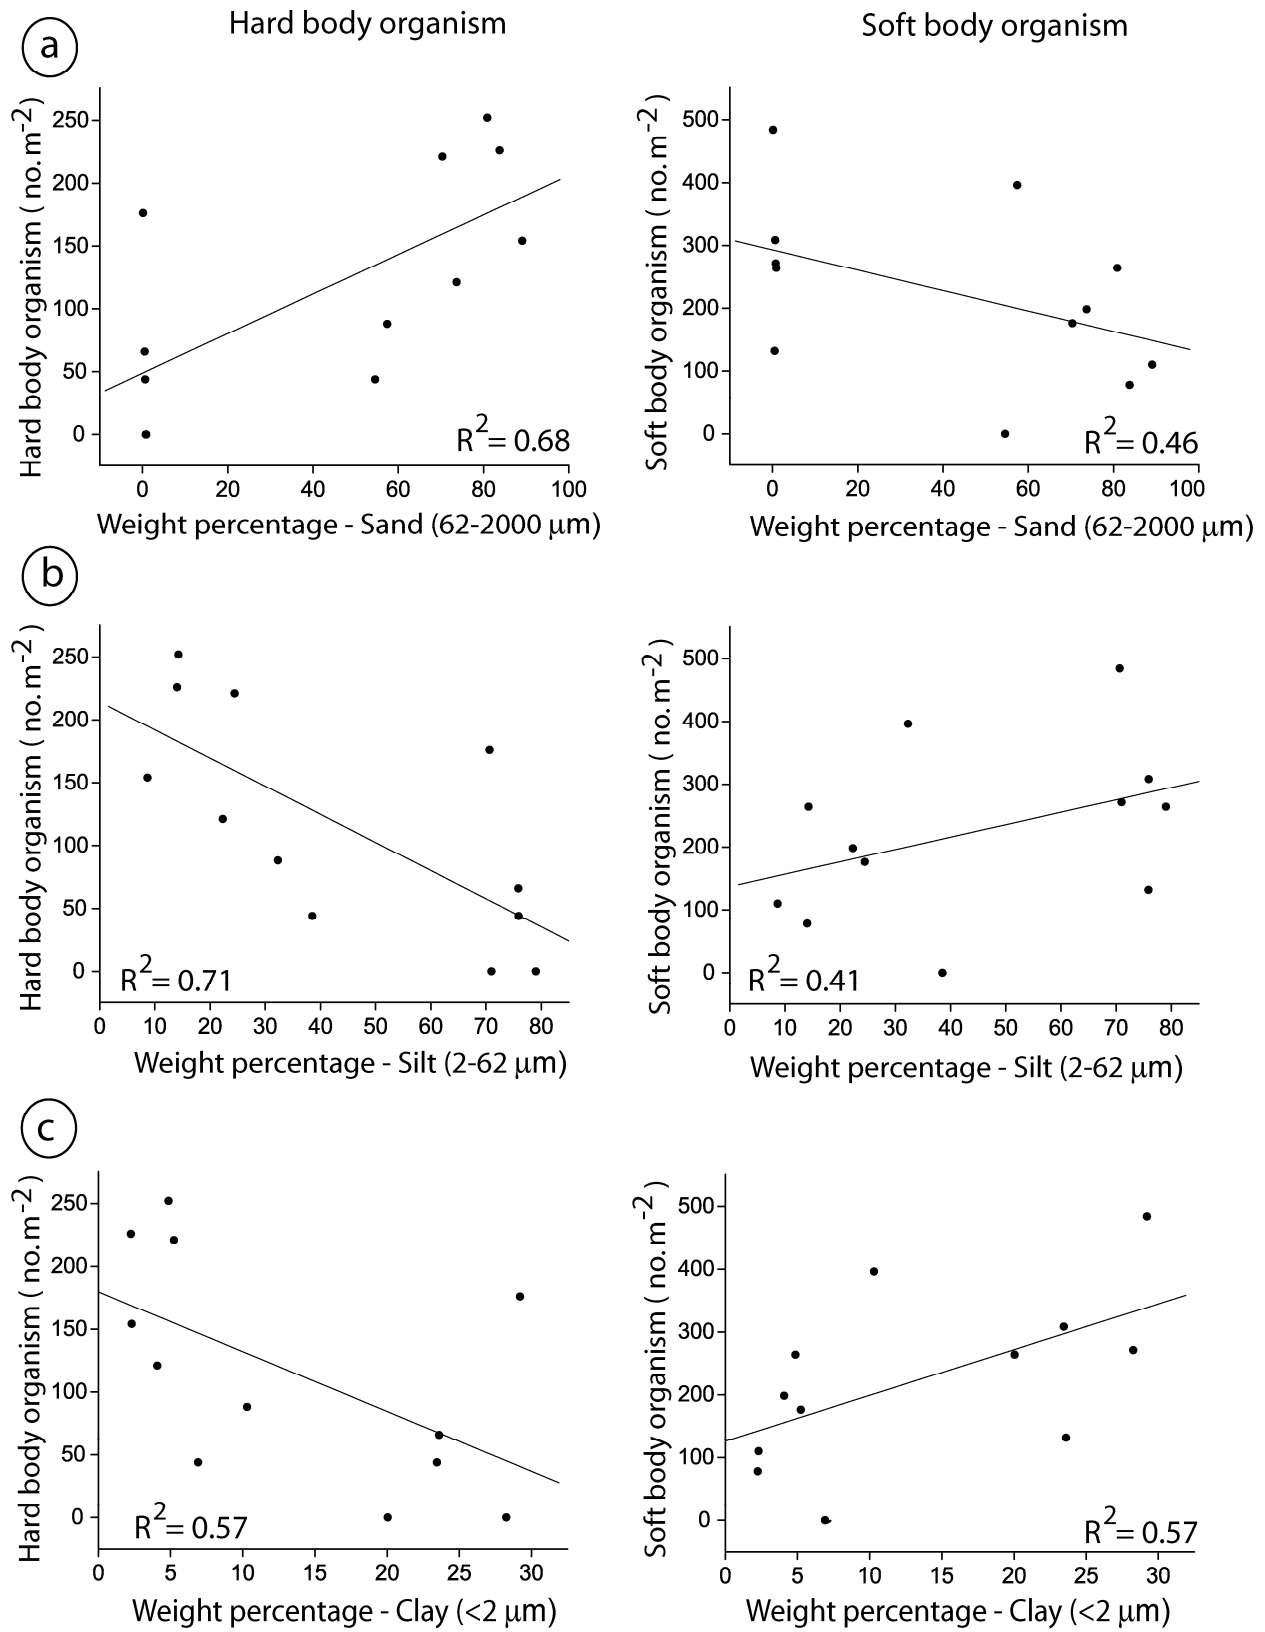 Hard body organism
Soft body organism
a
Hard body organism ( no.m-2 )
250
200
150
100
50
0
R2= 0.68
0 20 40 60 80 100
Weight percentage - Sand (62-2000 µm)
Soft body organism ( no.m-2 )
500
400
300
200
100
0
R2= 0.46
0 20 40 60 80 100
Weight percentage - Sand (62-2000 µm)
b
Hard body organism ( no.m-2 )
250
200
150
100
50
0
R2= 0.71
0 10 20 30 40 50 60 70 80
Weight percentage - Silt (2-62 µm)
Soft body organism ( no.m-2 )
500
400
300
200
100
0
R2= 0.41
0 10 20 30 40 50 60 70 80
Weight percentage - Silt (2-62 µm)
c
Hard body organism ( no.m-2 )
250
200
150
100
50
0
R2= 0.57
0 5 10 15 20 25 30
Weight percentage - Clay (<2 µm)
Soft body organism ( no.m-2 )
500
400
300
200
100
0
R2= 0.57
0 5 10 15 20 25 30
Weight percentage - Clay (<2 µm)